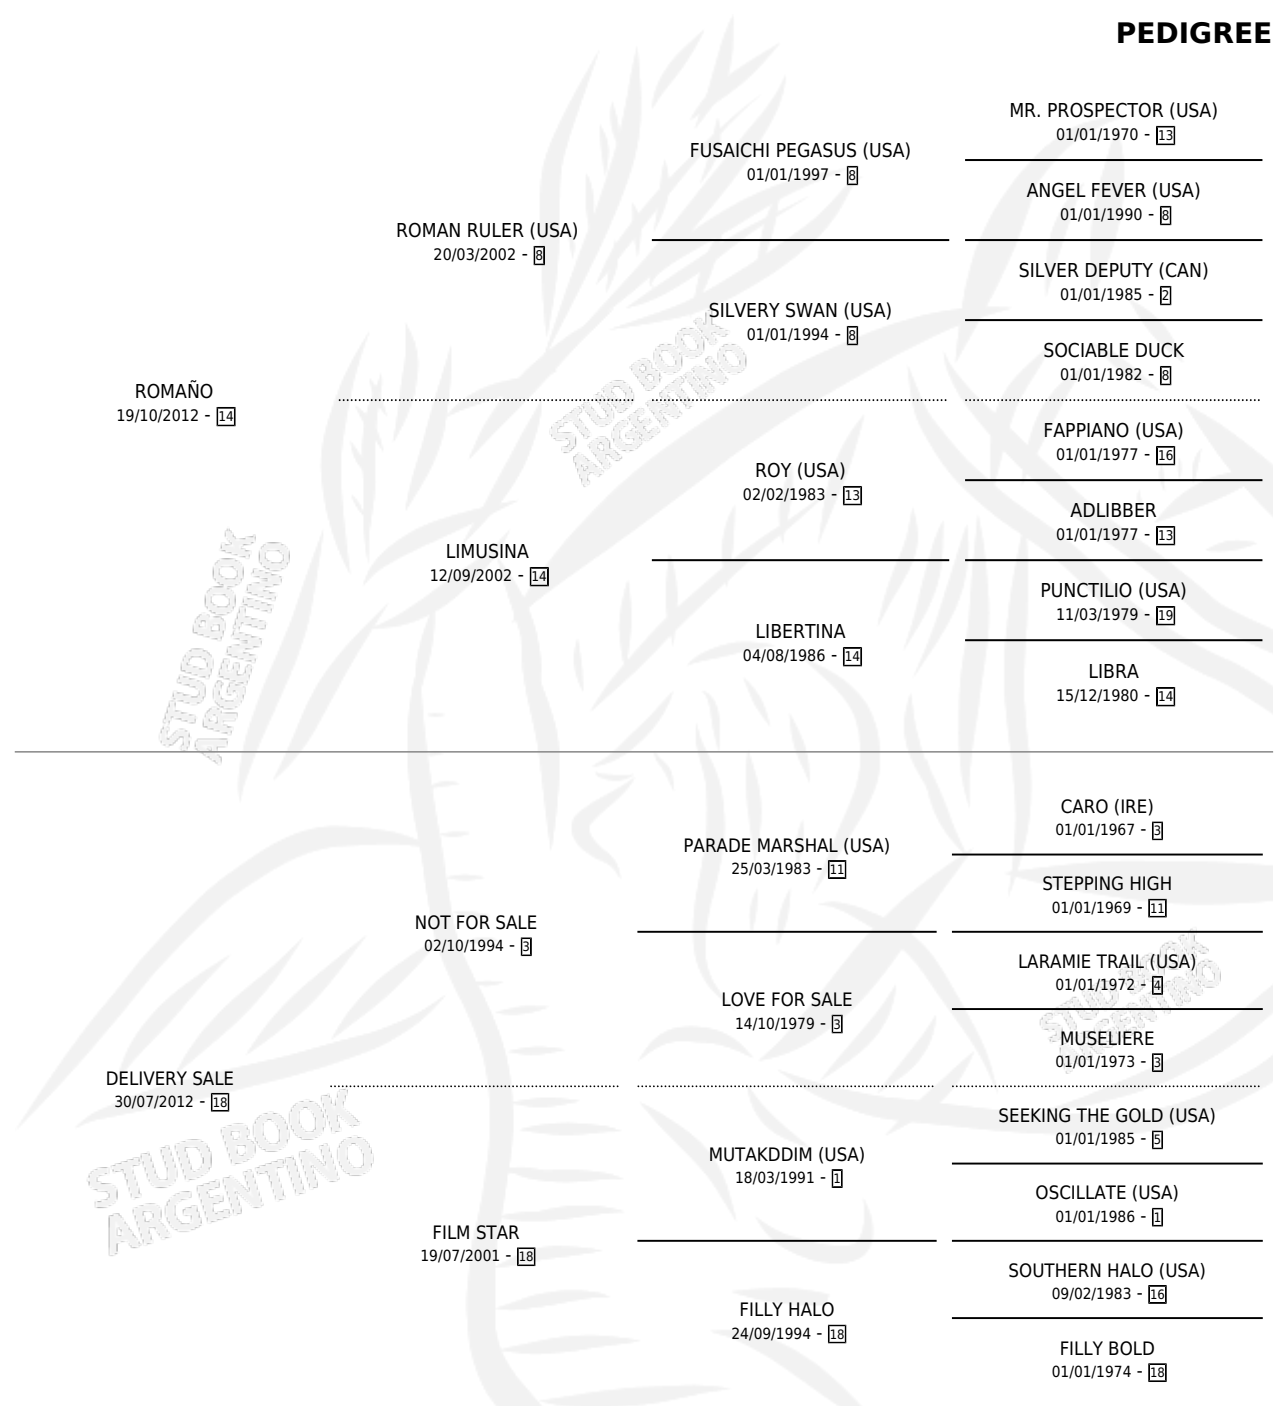 PEDIGREE
MR. PROSPECTOR (USA)
01/01/1970 - 13
FUSAICHI PEGASUS (USA)
01/01/1997 - 8
ANGEL FEVER (USA)
01/01/1990 - 8
ROMAN RULER (USA)
20/03/2002 - 8
SILVER DEPUTY (CAN)
01/01/1985 - 2
SILVERY SWAN (USA)
01/01/1994 - 8
SOCIABLE DUCK
01/01/1982 - 8
ROMAÑO
19/10/2012 - 14
STUD BOOK
ARGENTINO
FAPPIANO (USA)
01/01/1977 - 16
ROY (USA)
02/02/1983 - 13
ADLIBBER
01/01/1977 - 13
LIMUSINA
12/09/2002 - 14
PUNCTILIO (USA)
11/03/1979 - 19
LIBERTINA
04/08/1986 - 14
LIBRA
15/12/1980 - 14
STUD BOOK
ARGENTINO
CARO (IRE)
01/01/1967 - 3
PARADE MARSHAL (USA)
25/03/1983 - 11
STEPPING HIGH
01/01/1969 - 11
NOT FOR SALE
02/10/1994 - 3
LARAMIE TRAIL (USA)
01/01/1972 - 4
LOVE FOR SALE
14/10/1979 - 3
MUSELIERE
01/01/1973 - 3
STUD BOOK
ARGENTINO
DELIVERY SALE
30/07/2012 - 18
SEEKING THE GOLD (USA)
01/01/1985 - 5
MUTAKDDIM (USA)
18/03/1991 - 1
OSCILLATE (USA)
01/01/1986 - 1
STUD BOOK
ARGENTINO
FILM STAR
19/07/2001 - 18
SOUTHERN HALO (USA)
09/02/1983 - 16
FILLY HALO
24/09/1994 - 18
FILLY BOLD
01/01/1974 - 18